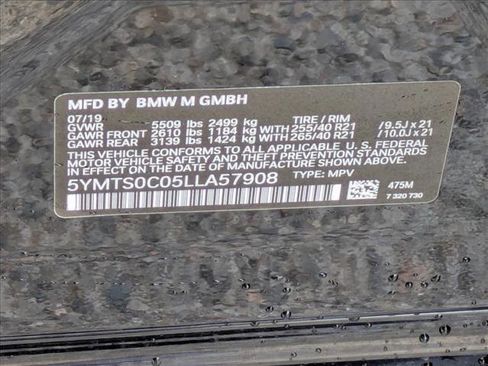 MFD BY BMW M GMBH
07/19 TIRE / RIM
GVWR 5509 lbs 2499 kg
GAWR FRONT 2610 lbs 1184 kg WITH 255/40 R21 / 9.5J x 21
GAWR REAR 3139 lbs 1424 kg WITH 265/40 R21 / 10.0J x 21
THIS VEHICLE CONFORMS TO ALL APPLICABLE U.S. FEDERAL
MOTOR VEHICLE SAFETY AND THEFT PREVENTION STANDARDS
IN EFFECT ON THE DATE OF MANUFACTURE SHOWN ABOVE.
5YMTS0C05LLA57908 TYPE: MPV
475M
7 320 730